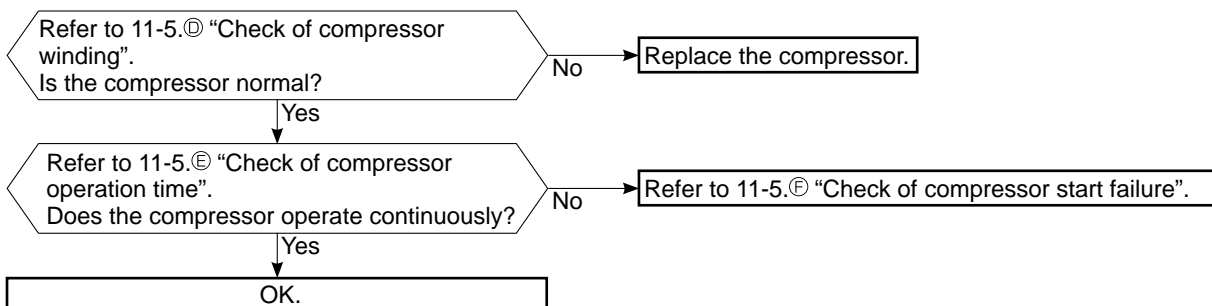 Refer to 11-5.Ⓓ “Check of compressor
winding”.
Is the compressor normal?
No
Replace the compressor.
Yes
Refer to 11-5.Ⓔ “Check of compressor
operation time”.
Does the compressor operate continuously?
No
Refer to 11-5.Ⓕ “Check of compressor start failure”.
Yes
OK.